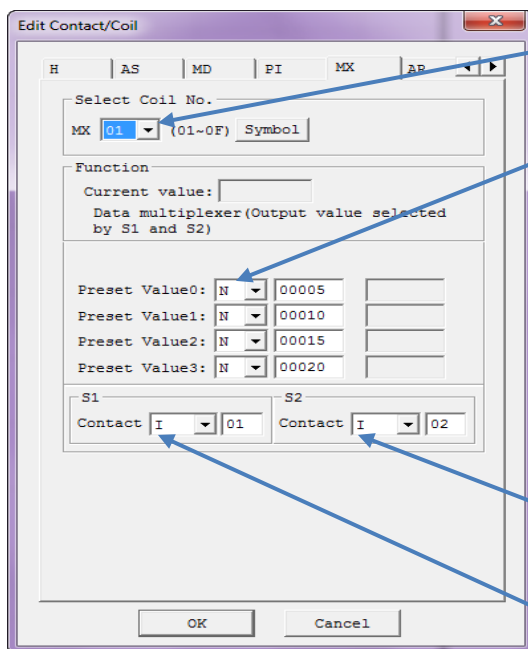 Edit Contact/Coil
H AS MD PI MX AR
Select Coil No.
MX 01 (01~0F) Symbol
Function
Current value:
Data multiplexer(Output value selected
by S1 and S2)
Preset Value0: N 00005
Preset Value1: N 00010
Preset Value2: N 00015
Preset Value3: N 00020
S1 S2
Contact I 01 Contact I 02
OK Cancel